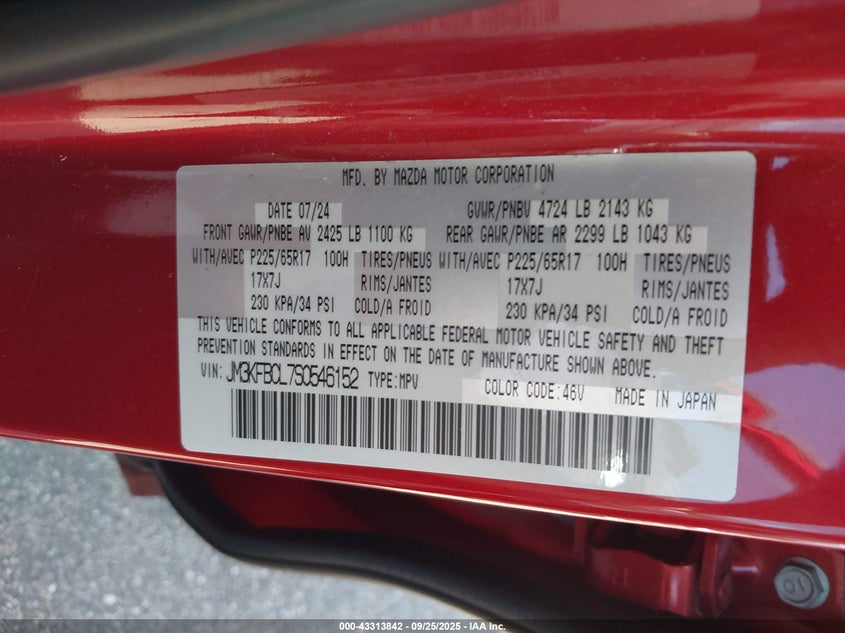 MFD. BY MAZDA MOTOR CORPORATION
DATE 07/24 GVWR/PNBV 4724 LB 2143 KG
FRONT GAWR/PNBE AV 2425 LB 1100 KG REAR GAWR/PNBE AR 2299 LB 1043 KG
WITH/AVEC P225/65R17 100H TIRES/PNEUS WITH/AVEC P225/65R17 100H TIRES/PNEUS
17X7J RIMS/JANTES 17X7J RIMS/JANTES
230 KPA/34 PSI COLD/A FROID 230 KPA/34 PSI COLD/A FROID
THIS VEHICLE CONFORMS TO ALL APPLICABLE FEDERAL MOTOR VEHICLE SAFETY AND THEFT
PREVENTION STANDARDS IN EFFECT ON THE DATE OF MANUFACTURE SHOWN ABOVE.
VIN: JM3KFBCL7S0546152 TYPE:MPV COLOR CODE:46V MADE IN JAPAN
10
000-43313842 - 09/25/2025 - IAA Inc.